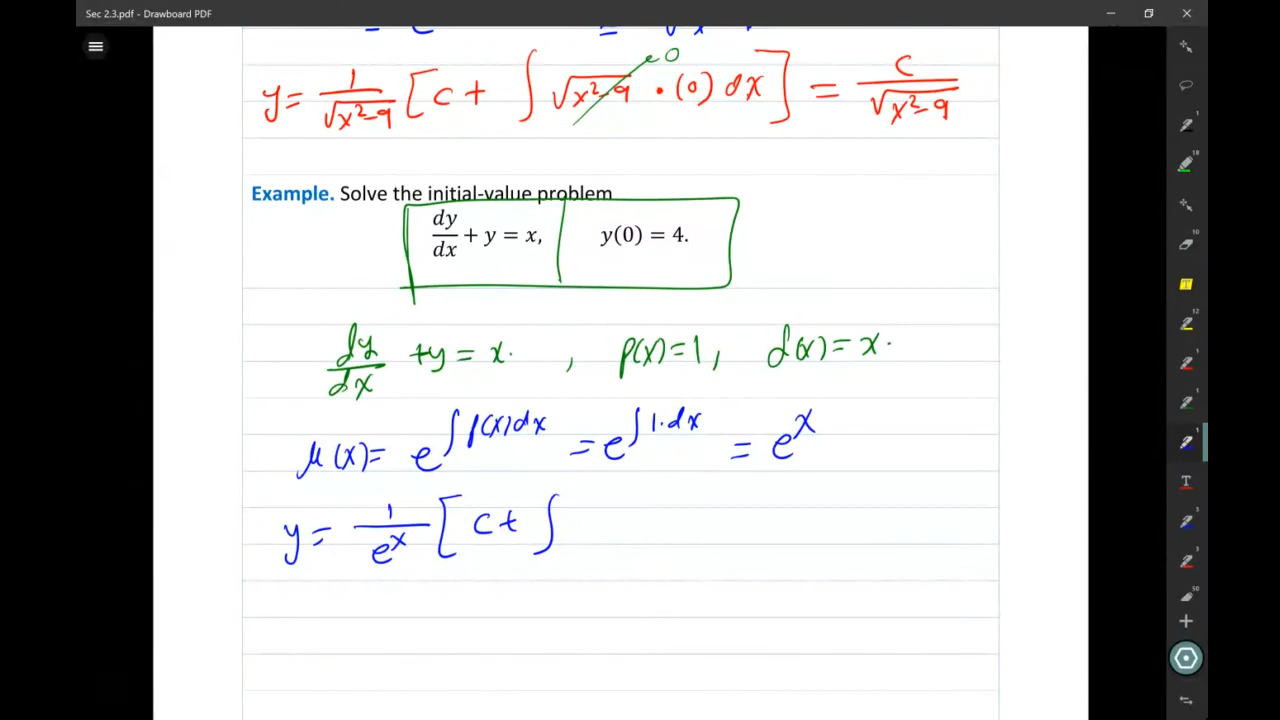 Sec 2.3.pdf - Drawboard PDF
y = 1/√(x²-9) [c + ∫ √(x²-9) · (0) dx] = c/√(x²-9)
0
Example. Solve the initial-value problem
dy/dx + y = x, y(0) = 4.
dy/dx + y = x. , p(x)=1, d(x)= x.
μ(x)= e^∫p(x)dx = e^∫1.dx = e^x
y = 1/e^x [ c + ∫